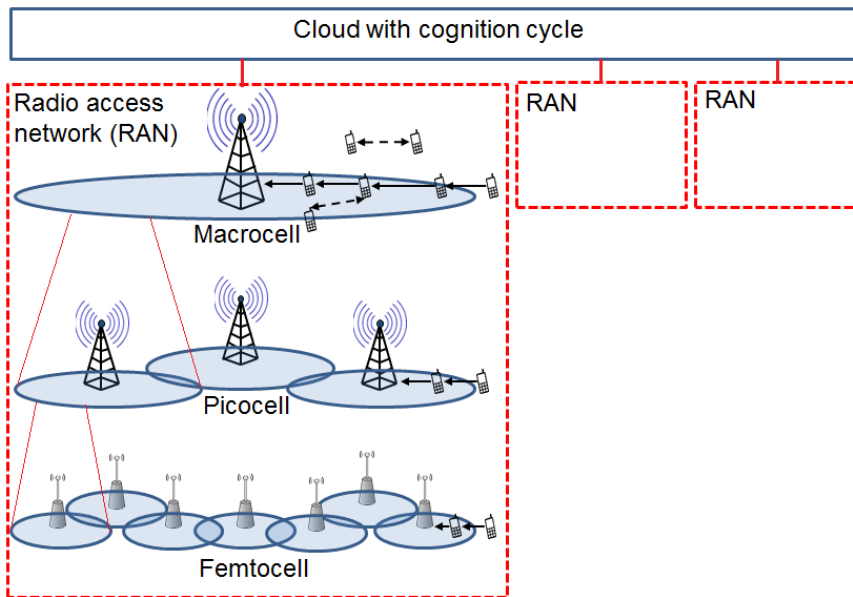 Cloud with cognition cycle
Radio access
network (RAN)
RAN
RAN
Macrocell
Picocell
Femtocell